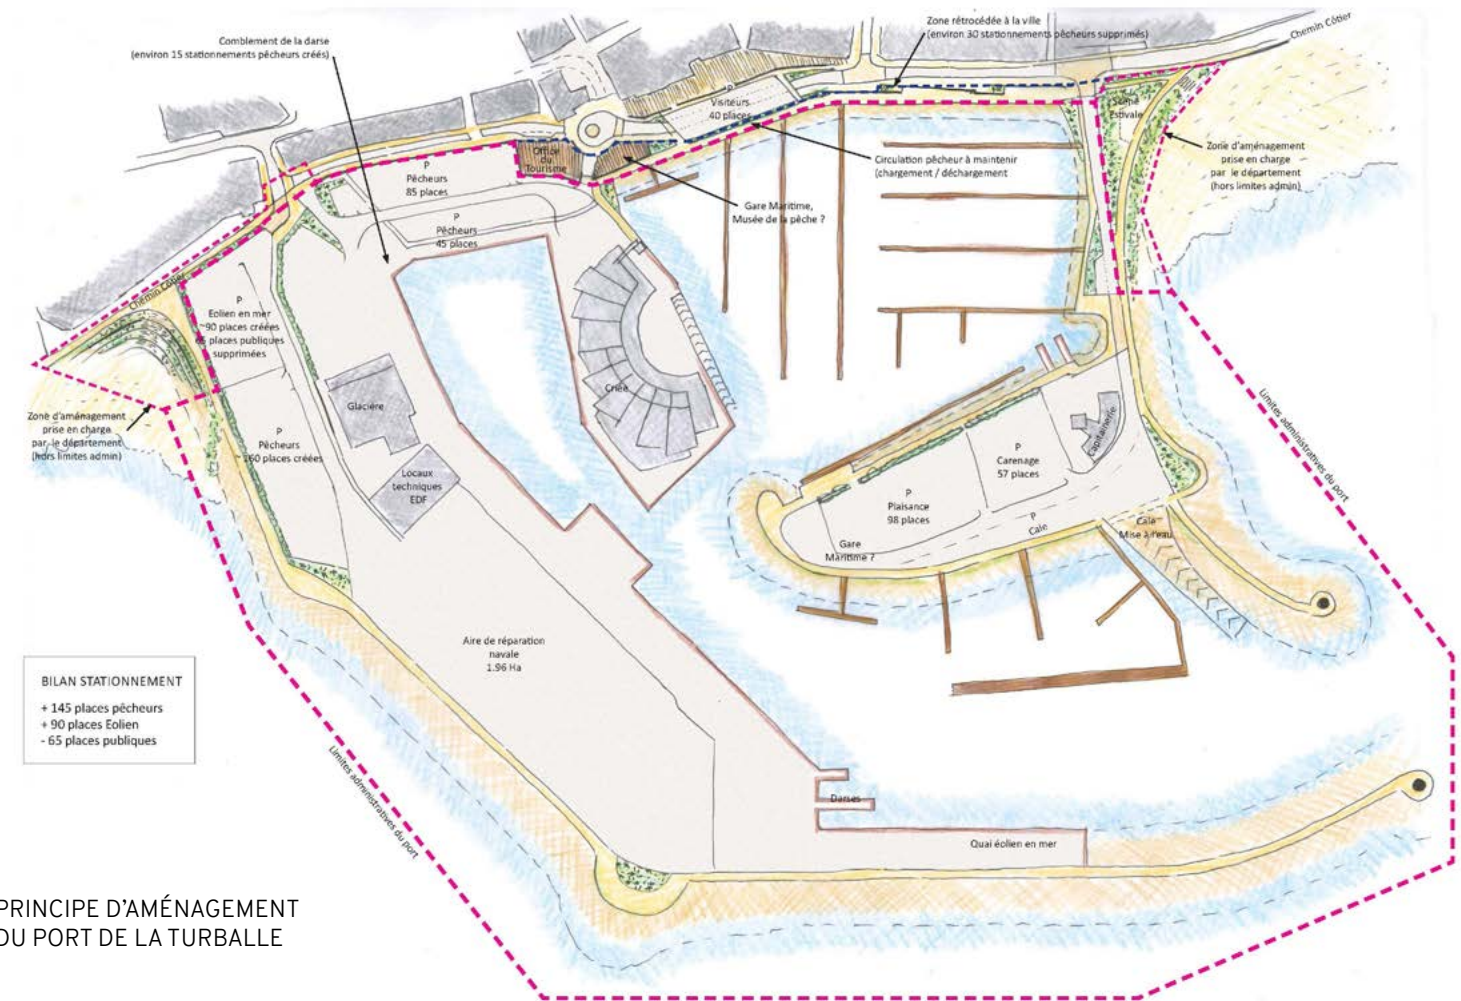 Comblement de la darse
(environ 15 stationnements pêcheurs créés)
Zone rétrocédée à la ville
(environ 30 stationnements pêcheurs supprimés)
Chemin Côtier
P
Visiteurs
40 places
Scène
Estivale
Zone d'aménagement
prise en charge
par le département
(hors limites admin)
Circulation pêcheur à maintenir
(chargement / déchargement
Office
du
Tourisme
P
Pêcheurs
85 places
Gare Maritime,
Musée de la pêche ?
P
Pêcheurs
45 places
Chemin Côtier
P
Eolien en mer
~90 places créées
65 places publiques
supprimées
Glacière
Criée
Zone d'aménagement
prise en charge
par le département
(hors limites admin)
P
Pêcheurs
~ 160 places créées
Locaux
techniques
EDF
Capitainerie
P
Carenage
57 places
P
Plaisance
98 places
P
Cale
Gare
Maritime ?
Cale
Mise à l'eau
Limites administratives du port
Aire de réparation
navale
1.96 Ha
BILAN STATIONNEMENT
+ 145 places pêcheurs
+ 90 places Eolien
- 65 places publiques
Limites administratives du port
Darses
Quai éolien en mer
PRINCIPE D'AMÉNAGEMENT
DU PORT DE LA TURBALLE